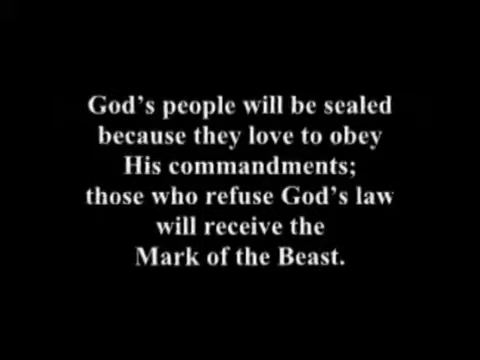 God's people will be sealed
because they love to obey
His commandments;
those who refuse God's law
will receive the
Mark of the Beast.